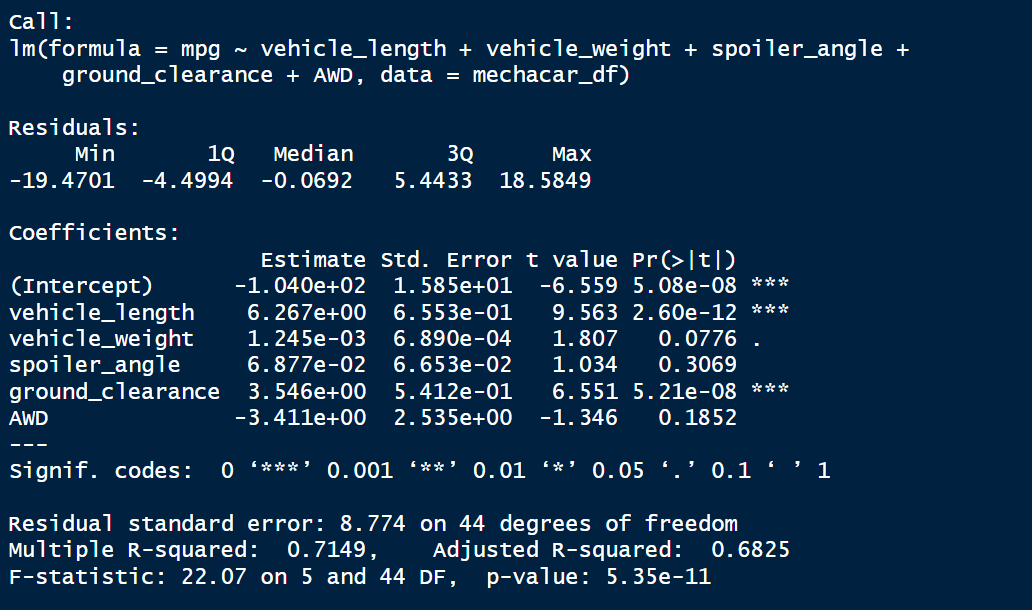 Call:
lm(formula = mpg ~ vehicle_length + vehicle_weight + spoiler_angle +
    ground_clearance + AWD, data = mechacar_df)

Residuals:
     Min       1Q   Median       3Q      Max
-19.4701  -4.4994  -0.0692   5.4433  18.5849

Coefficients:
                   Estimate Std. Error t value Pr(>|t|)
(Intercept)      -1.040e+02  1.585e+01  -6.559 5.08e-08 ***
vehicle_length    6.267e+00  6.553e-01   9.563 2.60e-12 ***
vehicle_weight    1.245e-03  6.890e-04   1.807   0.0776 .
spoiler_angle     6.877e-02  6.653e-02   1.034   0.3069
ground_clearance  3.546e+00  5.412e-01   6.551 5.21e-08 ***
AWD              -3.411e+00  2.535e+00  -1.346   0.1852
---
Signif. codes:  0 ‘***’ 0.001 ‘**’ 0.01 ‘*’ 0.05 ‘.’ 0.1 ‘ ’ 1

Residual standard error: 8.774 on 44 degrees of freedom
Multiple R-squared:  0.7149,    Adjusted R-squared:  0.6825
F-statistic: 22.07 on 5 and 44 DF,  p-value: 5.35e-11